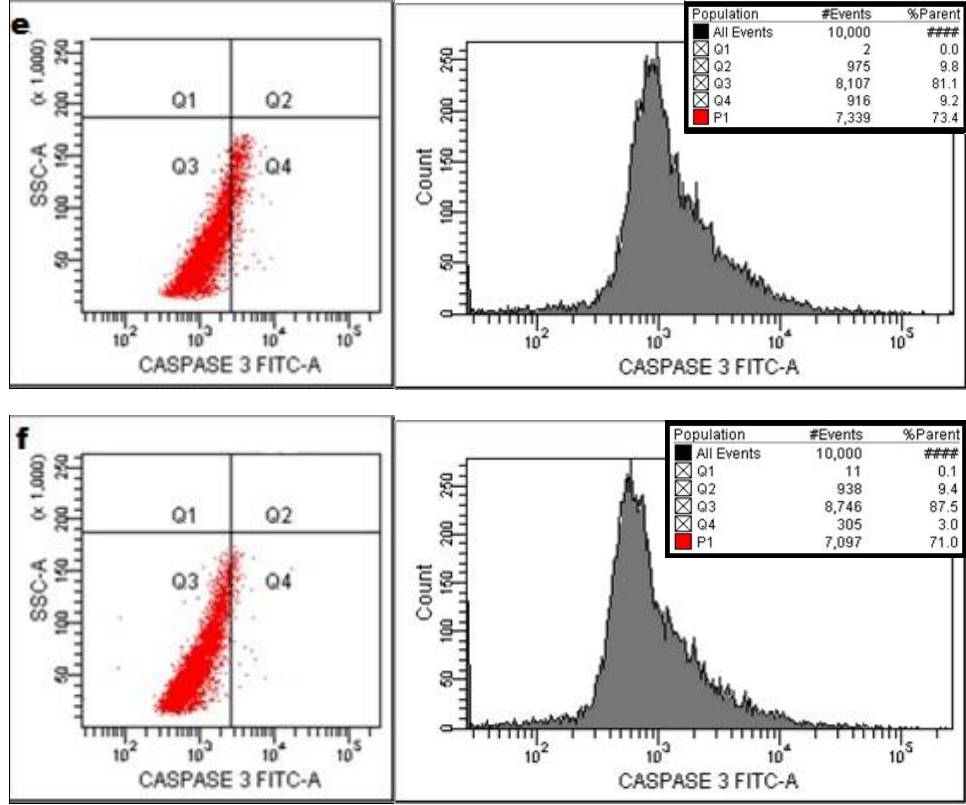 e
(x 1,000)
SSC-A
250
200
150
100
50
Q1 Q2
Q3 Q4
10² 10³ 10⁴ 10⁵
CASPASE 3 FITC-A
Count
250
200
150
100
50
0
10² 10³ 10⁴ 10⁵
CASPASE 3 FITC-A
Population #Events %Parent
All Events 10,000 ####
Q1 2 0.0
Q2 975 9.8
Q3 8,107 81.1
Q4 916 9.2
P1 7,339 73.4
f
(x 1,000)
SSC-A
250
200
150
100
50
Q1 Q2
Q3 Q4
10² 10³ 10⁴ 10⁵
CASPASE 3 FITC-A
Count
250
200
150
100
50
0
10² 10³ 10⁴ 10⁵
CASPASE 3 FITC-A
Population #Events %Parent
All Events 10,000 ####
Q1 11 0.1
Q2 938 9.4
Q3 8,746 87.5
Q4 305 3.0
P1 7,097 71.0